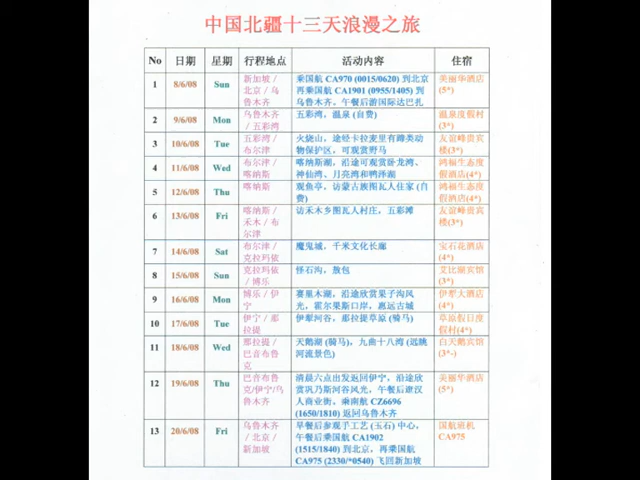 中国北疆十三天浪漫之旅
No 日期 星期 行程地点 活动内容 住宿
1 8/6/08 Sun 新加坡 / 乘国航 CA970 (0015/0620) 到北京 美丽华酒店
北京 / 乌 再乘国航 CA1901 (0955/1405) 到 (5*)
鲁木齐 乌鲁木齐，午餐后游国际达巴扎
2 9/6/08 Mon 乌鲁木齐 五彩湾，温泉 (自费) 温泉度假村
/ 五彩湾 (3*)
3 10/6/08 Tue 五彩湾 / 火烧山，途经卡拉麦里有蹄类动 友谊峰贵宾
布尔津 物保护区，可观赏野马 楼(3*)
4 11/6/08 Wed 布尔津 / 喀纳斯湖，沿途可观赏卧龙湾、 鸿福生态度
喀纳斯 神仙湾、月亮湾和鸭泽湖 假酒店(4*)
5 12/6/08 Thu 喀纳斯 观鱼亭，访蒙古族图瓦人住家 (自 鸿福生态度
费) 假酒店(4*)
6 13/6/08 Fri 喀纳斯 / 访禾木乡图瓦人村庄，五彩滩 友谊峰贵宾
禾木 / 布 楼(3*)
尔津
7 14/6/08 Sat 布尔津 / 魔鬼城，千米文化长廊 宝石花酒店
克拉玛依 (4*)
8 15/6/08 Sun 克拉玛依 怪石沟，敖包 艾比湖宾馆
/ 博乐 (3*)
9 16/6/08 Mon 博乐 / 伊 赛里木湖，沿途欣赏果子沟风 伊犁大酒店
宁 光，霍尔果斯口岸，惠远古城 (4*)
10 17/6/08 Tue 伊宁 / 那 伊犁河谷，那拉提草原 (骑马) 草原假日度
拉提 假村(4*)
11 18/6/08 Wed 那拉提 / 天鹅湖 (骑马)，九曲十八湾 (远眺 白天鹅宾馆
巴音布鲁 河流景色) (3*-)
克
12 19/6/08 Thu 巴音布鲁 清晨六点出发返回伊宁，沿途欣 美丽华酒店
克/伊宁/乌 赏巩乃斯河谷风光，午餐后逛汉 (5*)
鲁木齐 人商业街，乘南航 CZ6696
(1650/1810) 返回乌鲁木齐
13 20/6/08 Fri 乌鲁木齐 早餐后参观手工艺 (玉石) 中心， 国航班机
/ 北京 / 午餐后乘国航 CA1902 CA975
新加坡 (1515/1840) 到北京，再乘国航
CA975 (2330/*0540) 飞回新加坡